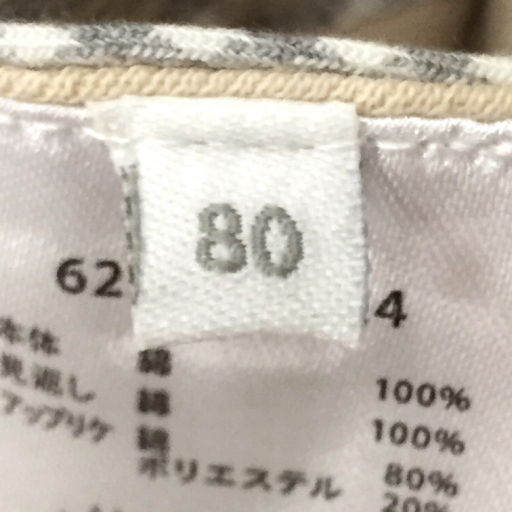 80
62
4
本体 綿 100%
見返し 綿 100%
アップリケ 綿 80%
ポリエステル 20%